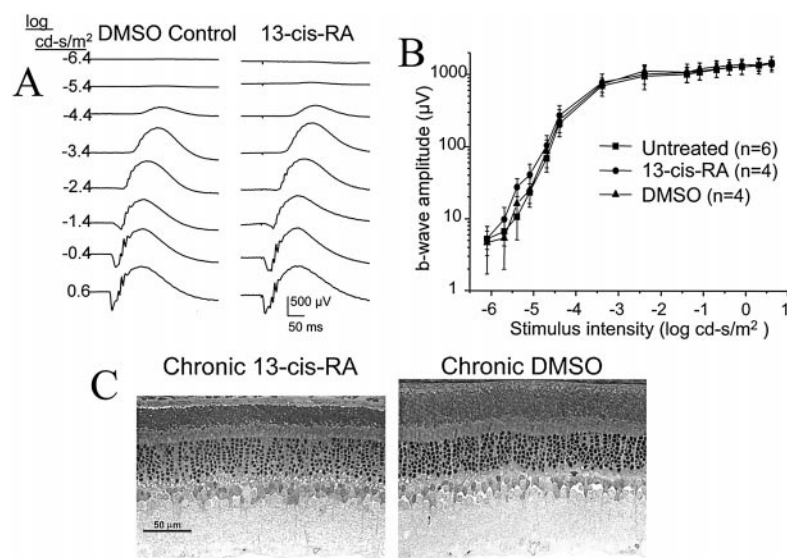 A
log
cd-s/m²
DMSO Control
13-cis-RA
-6.4
-5.4
-4.4
-3.4
-2.4
-1.4
-0.4
0.6
500 µV
50 ms
B
b-wave amplitude (µV)
1000
100
10
1
Untreated (n=6)
13-cis-RA (n=4)
DMSO (n=4)
-6 -5 -4 -3 -2 -1 0
Stimulus intensity (log cd-s/m²)
C
Chronic 13-cis-RA
Chronic DMSO
50 µm